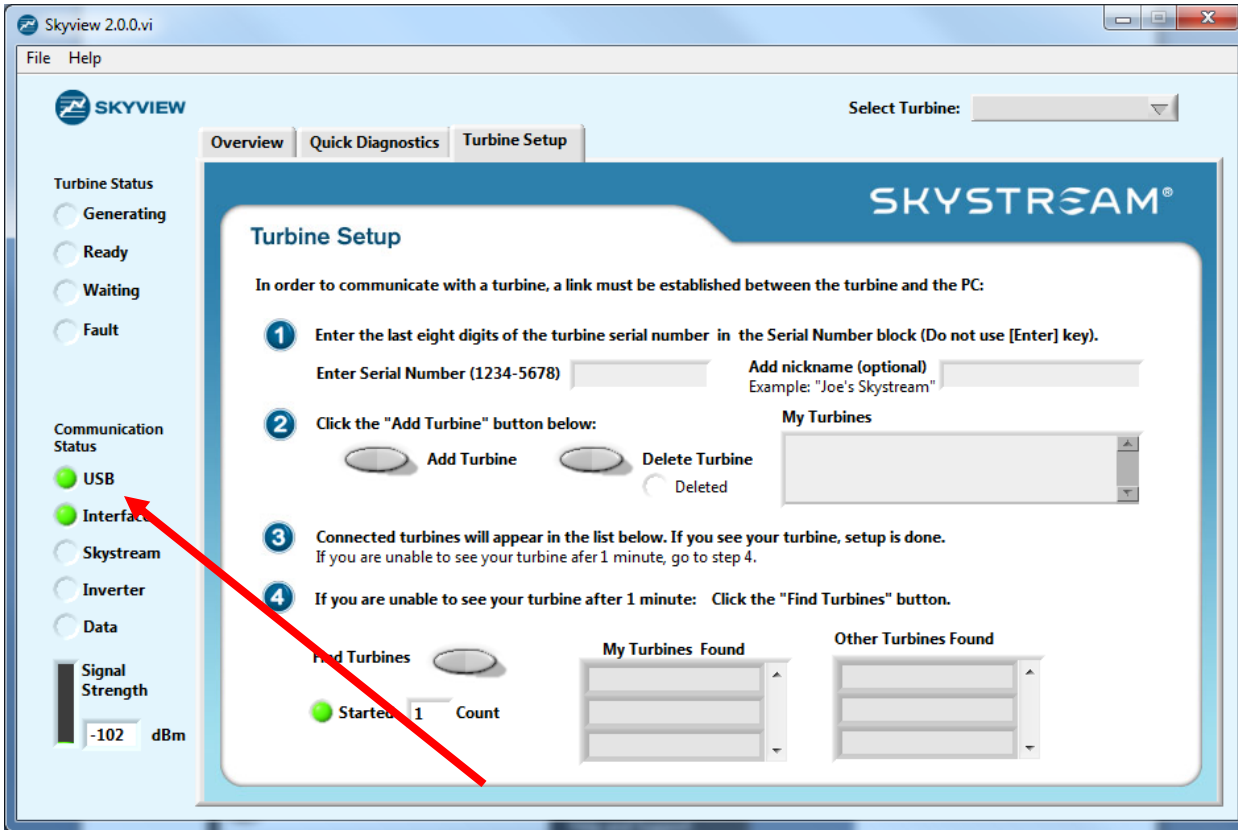 Skyview 2.0.0.vi
File Help
SKYVIEW
Select Turbine:
Overview Quick Diagnostics Turbine Setup
SKYSTREAM®
Turbine Status
Generating
Ready
Waiting
Fault
Communication
Status
USB
Interface
Skystream
Inverter
Data
Signal
Strength
-102 dBm
Turbine Setup
In order to communicate with a turbine, a link must be established between the turbine and the PC:
1 Enter the last eight digits of the turbine serial number in the Serial Number block (Do not use [Enter] key).
Enter Serial Number (1234-5678)
Add nickname (optional)
Example: "Joe's Skystream"
2 Click the "Add Turbine" button below:
Add Turbine
Delete Turbine
Deleted
My Turbines
3 Connected turbines will appear in the list below. If you see your turbine, setup is done.
If you are unable to see your turbine afer 1 minute, go to step 4.
4 If you are unable to see your turbine after 1 minute: Click the "Find Turbines" button.
Find Turbines
Started 1 Count
My Turbines Found
Other Turbines Found